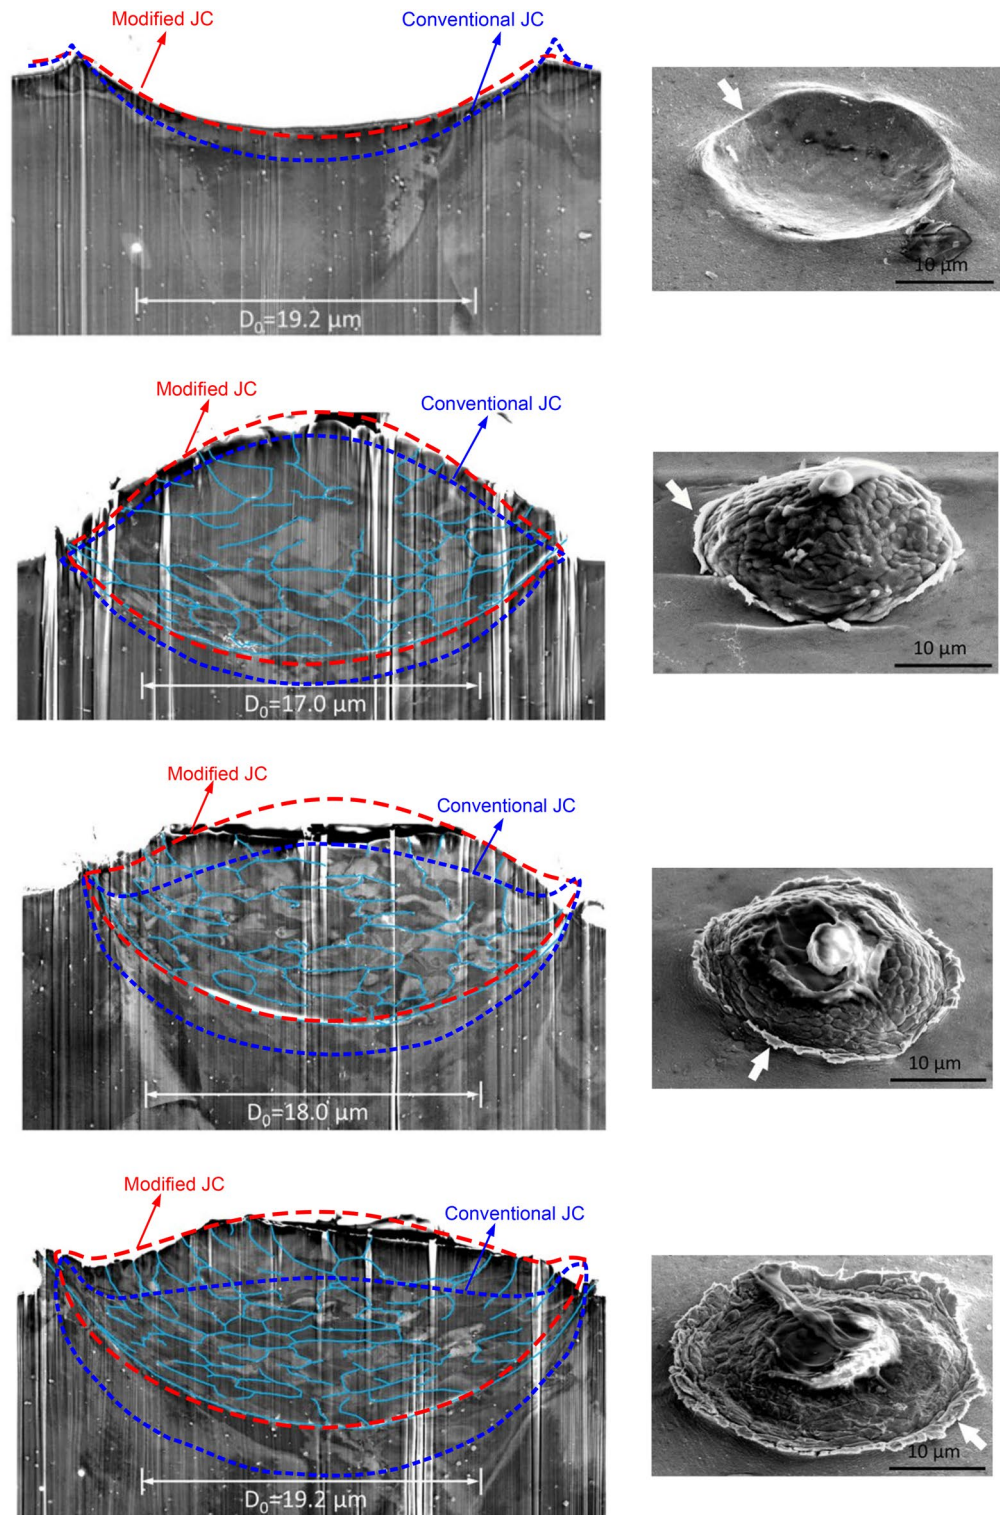 Modified JC
Conventional JC
10 μm
D₀=19.2 μm
Modified JC
Conventional JC
10 μm
D₀=17.0 μm
Modified JC
Conventional JC
10 μm
D₀=18.0 μm
Modified JC
Conventional JC
10 μm
D₀=19.2 μm